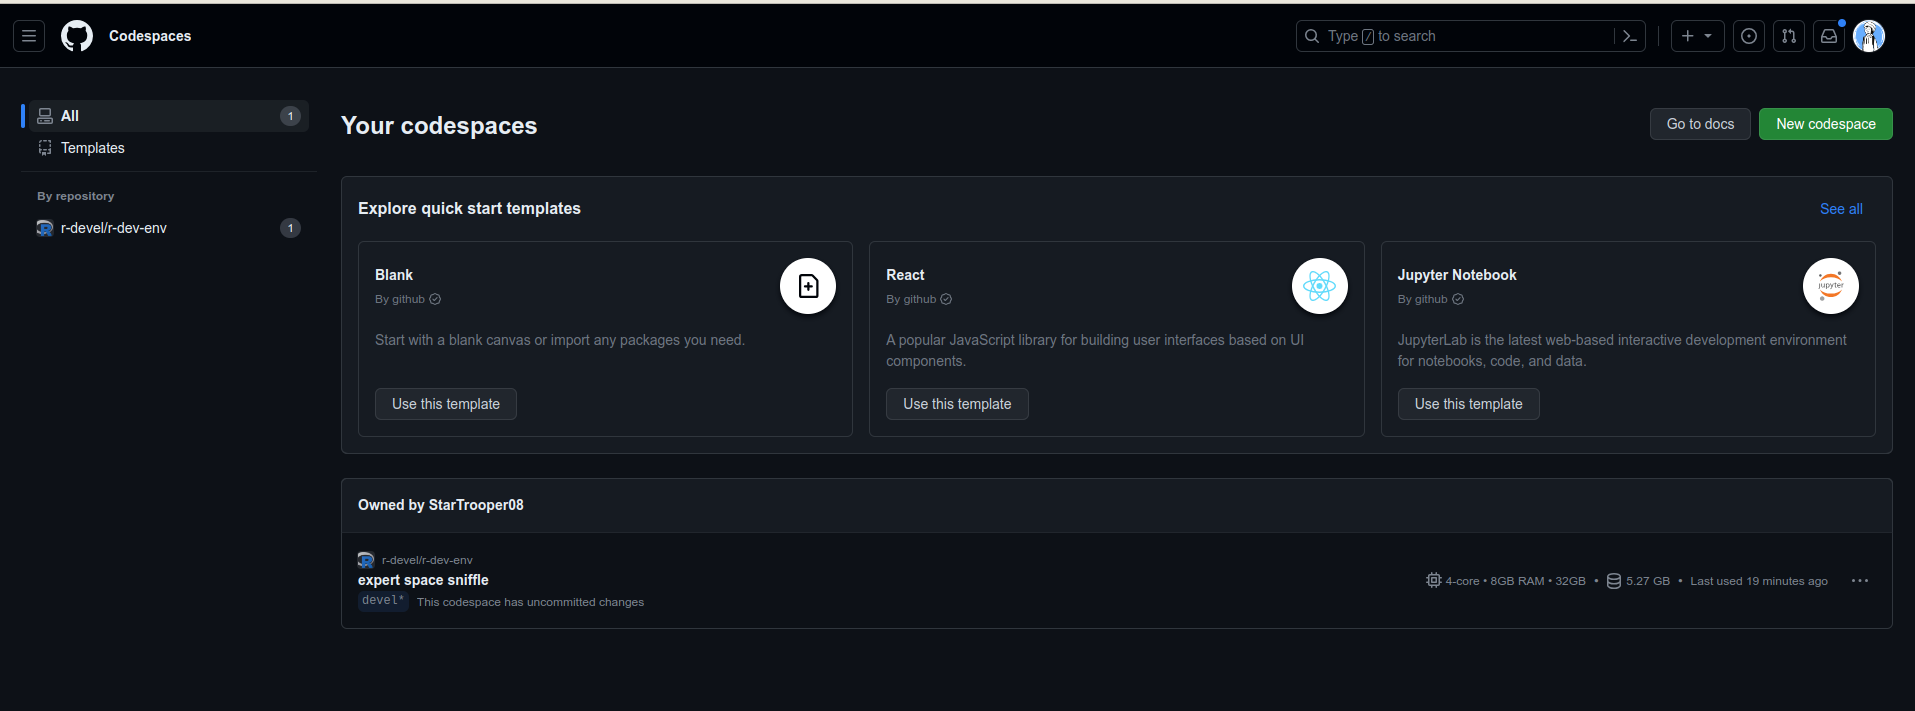 Codespaces
Type / to search
All 1
Templates
By repository
r-devel/r-dev-env 1
Your codespaces
Go to docs
New codespace
Explore quick start templates
See all
Blank
By github
Start with a blank canvas or import any packages you need.
Use this template
React
By github
A popular JavaScript library for building user interfaces based on UI
components.
Use this template
Jupyter Notebook
By github
jupyter
JupyterLab is the latest web-based interactive development environment
for notebooks, code, and data.
Use this template
Owned by StarTrooper08
r-devel/r-dev-env
expert space sniffle
devel* This codespace has uncommitted changes
4-core • 8GB RAM • 32GB • 5.27 GB • Last used 19 minutes ago